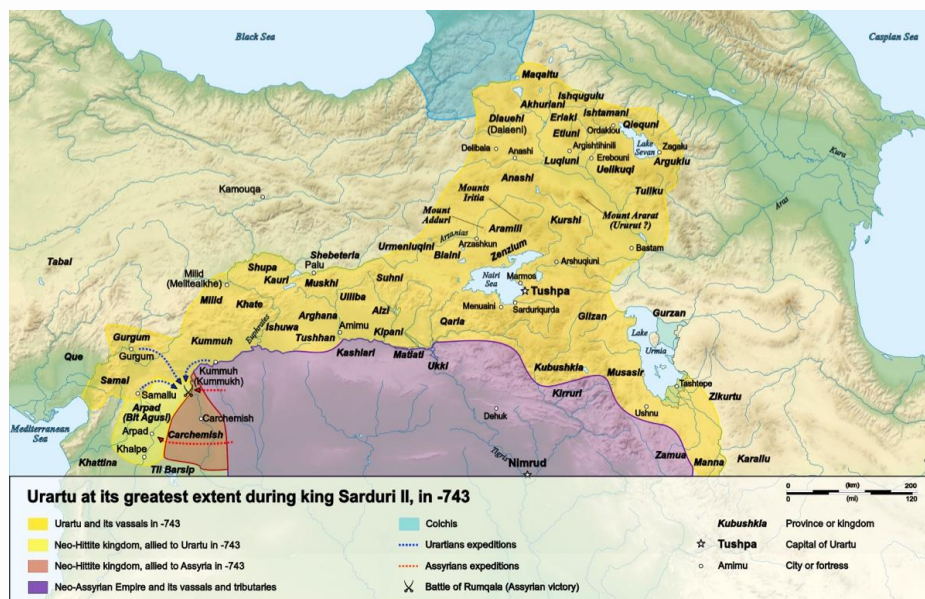 Black Sea
Caspian Sea
Maqaltu
Ishqugulu
Akhuriani
Ishtamani
Diauehi
(Daiaeni)
Eriaki
Qiequni
Etiuni
Ordaklou
Lake
Sevan
Delibaia
Anashi
Argishtihinili
Zagalu
Luqiuni
Erebouni
Arguklu
Uelikuqi
Kura
Anashi
Tuliku
Kamouqa
Mounts
Iritia
Aras
Mount
Adduri
Kurshi
Mount Ararat
(Ururut ?)
Aramili
Arzanias
Arzashkun
Urmeniuqini
Biaini
Zenzium
Bastam
Tabal
Shebeteria
Palu
Shupa
Arshuqiuni
Milid
(Meliteaikhe)
Kauri
Muskhi
Suhni
Nairi
Sea
Marmos
Tushpa
Milid
Khate
Uliiba
Alzi
Menuaini
Sarduriqurda
Arghana
Gilzan
Gurzan
Euphrates
Ishuwa
Amimu
Kipani
Qaria
Tushhan
Lake
Urmia
Gurgum
Kummuh
Gurgum
Que
Kashiari
Matiati
Ukki
Kummuh
(Kummukh)
Kubushkia
Musasir
Samal
Samallu
Kirruri
Tashtepe
Zikurtu
Arpad
(Bit Agusi)
Carchemish
Dehuk
Ushnu
Mediterranean
Sea
Arpad
Carchemish
Khalpe
Tigris
Zamua
Manna
Karallu
Khattina
Til Barsip
Nimrud
Urartu at its greatest extent during king Sarduri II, in -743
0 (km) 200
0 (mi) 120
Urartu and its vassals in -743
Neo-Hittite kingdom, allied to Urartu in -743
Neo-Hittite kingdom, allied to Assyria in -743
Neo-Assyrian Empire and its vassals and tributaries
Colchis
Urartians expeditions
Assyrians expeditions
Battle of Rumqala (Assyrian victory)
Kubushkia Province or kingdom
Tushpa Capital of Urartu
Amimu City or fortress